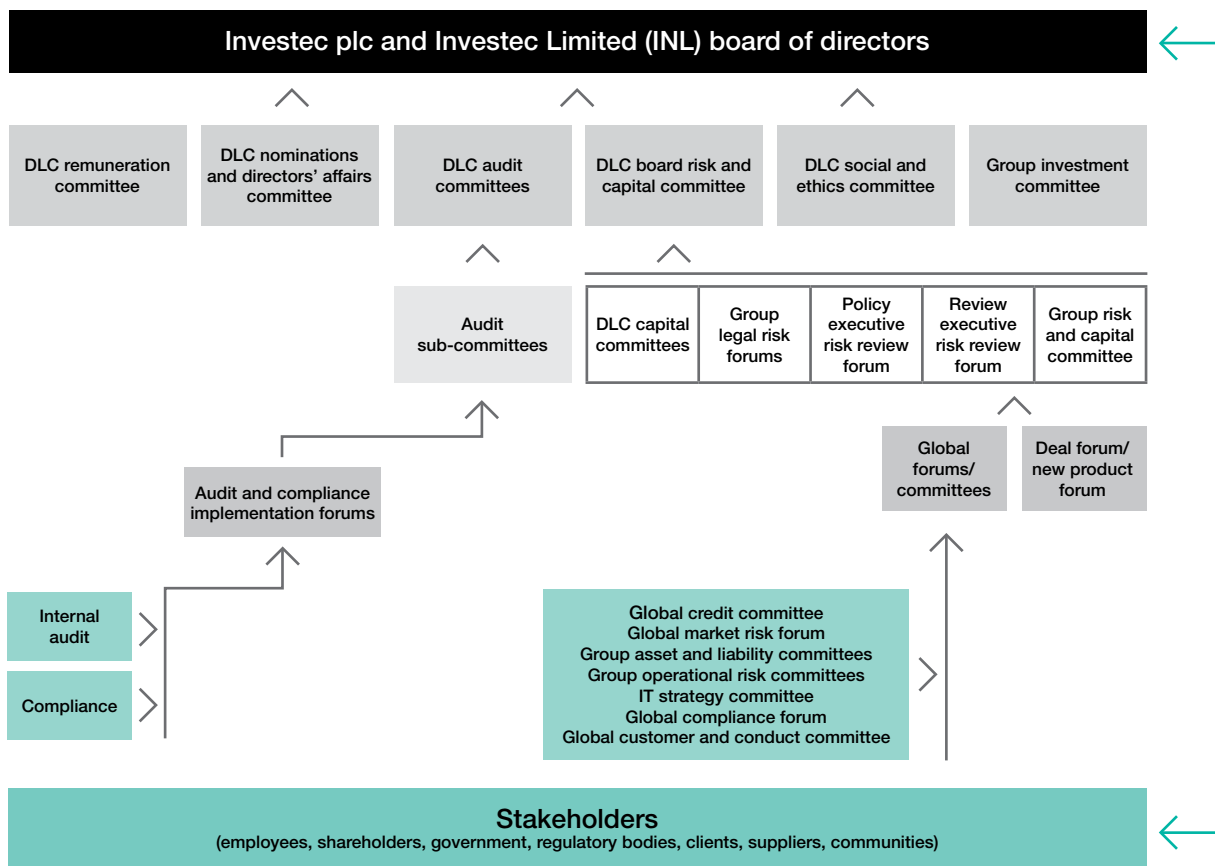 Investec plc and Investec Limited (INL) board of directors
DLC remuneration
committee
DLC nominations
and directors' affairs
committee
DLC audit
committees
DLC board risk and
capital committee
DLC social and
ethics committee
Group investment
committee
Audit
sub-committees
DLC capital
committees
Group
legal risk
forums
Policy
executive
risk review
forum
Review
executive
risk review
forum
Group risk
and capital
committee
Global
forums/
committees
Deal forum/
new product
forum
Audit and compliance
implementation forums
Internal
audit
Compliance
Global credit committee
Global market risk forum
Group asset and liability committees
Group operational risk committees
IT strategy committee
Global compliance forum
Global customer and conduct committee
Stakeholders
(employees, shareholders, government, regulatory bodies, clients, suppliers, communities)